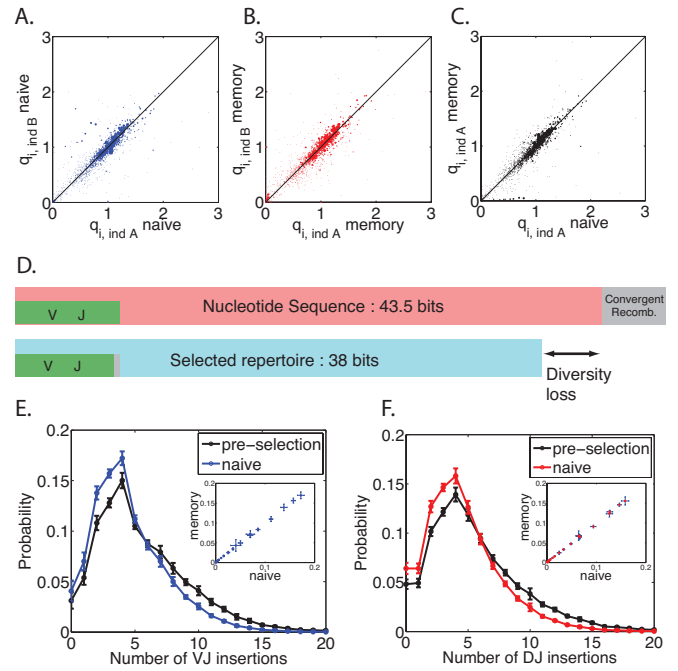 A.
B.
C.
3
2
1
0
0 1 2 3
q i, ind B naive
q i, ind A naive
3
2
1
0
0 1 2 3
q i, ind B memory
q i, ind A memory
3
2
1
0
0 1 2 3
q i, ind A memory
q i, ind A naive
D.
Nucleotide Sequence : 43.5 bits
V J
Convergent
Recomb.
Selected repertoire : 38 bits
V J
Diversity
loss
E.
0.2
0.15
0.1
0.05
0
0 5 10 15 20
Probability
Number of VJ insertions
pre-selection
naive
0.2
0.15
0.1
0.05
0
0 0.1 0.2
memory
naive
F.
0.2
0.15
0.1
0.05
0
0 5 10 15 20
Probability
Number of DJ insertions
pre-selection
naive
0.2
0.15
0.1
0.05
0
0 0.1 0.2
memory
naive